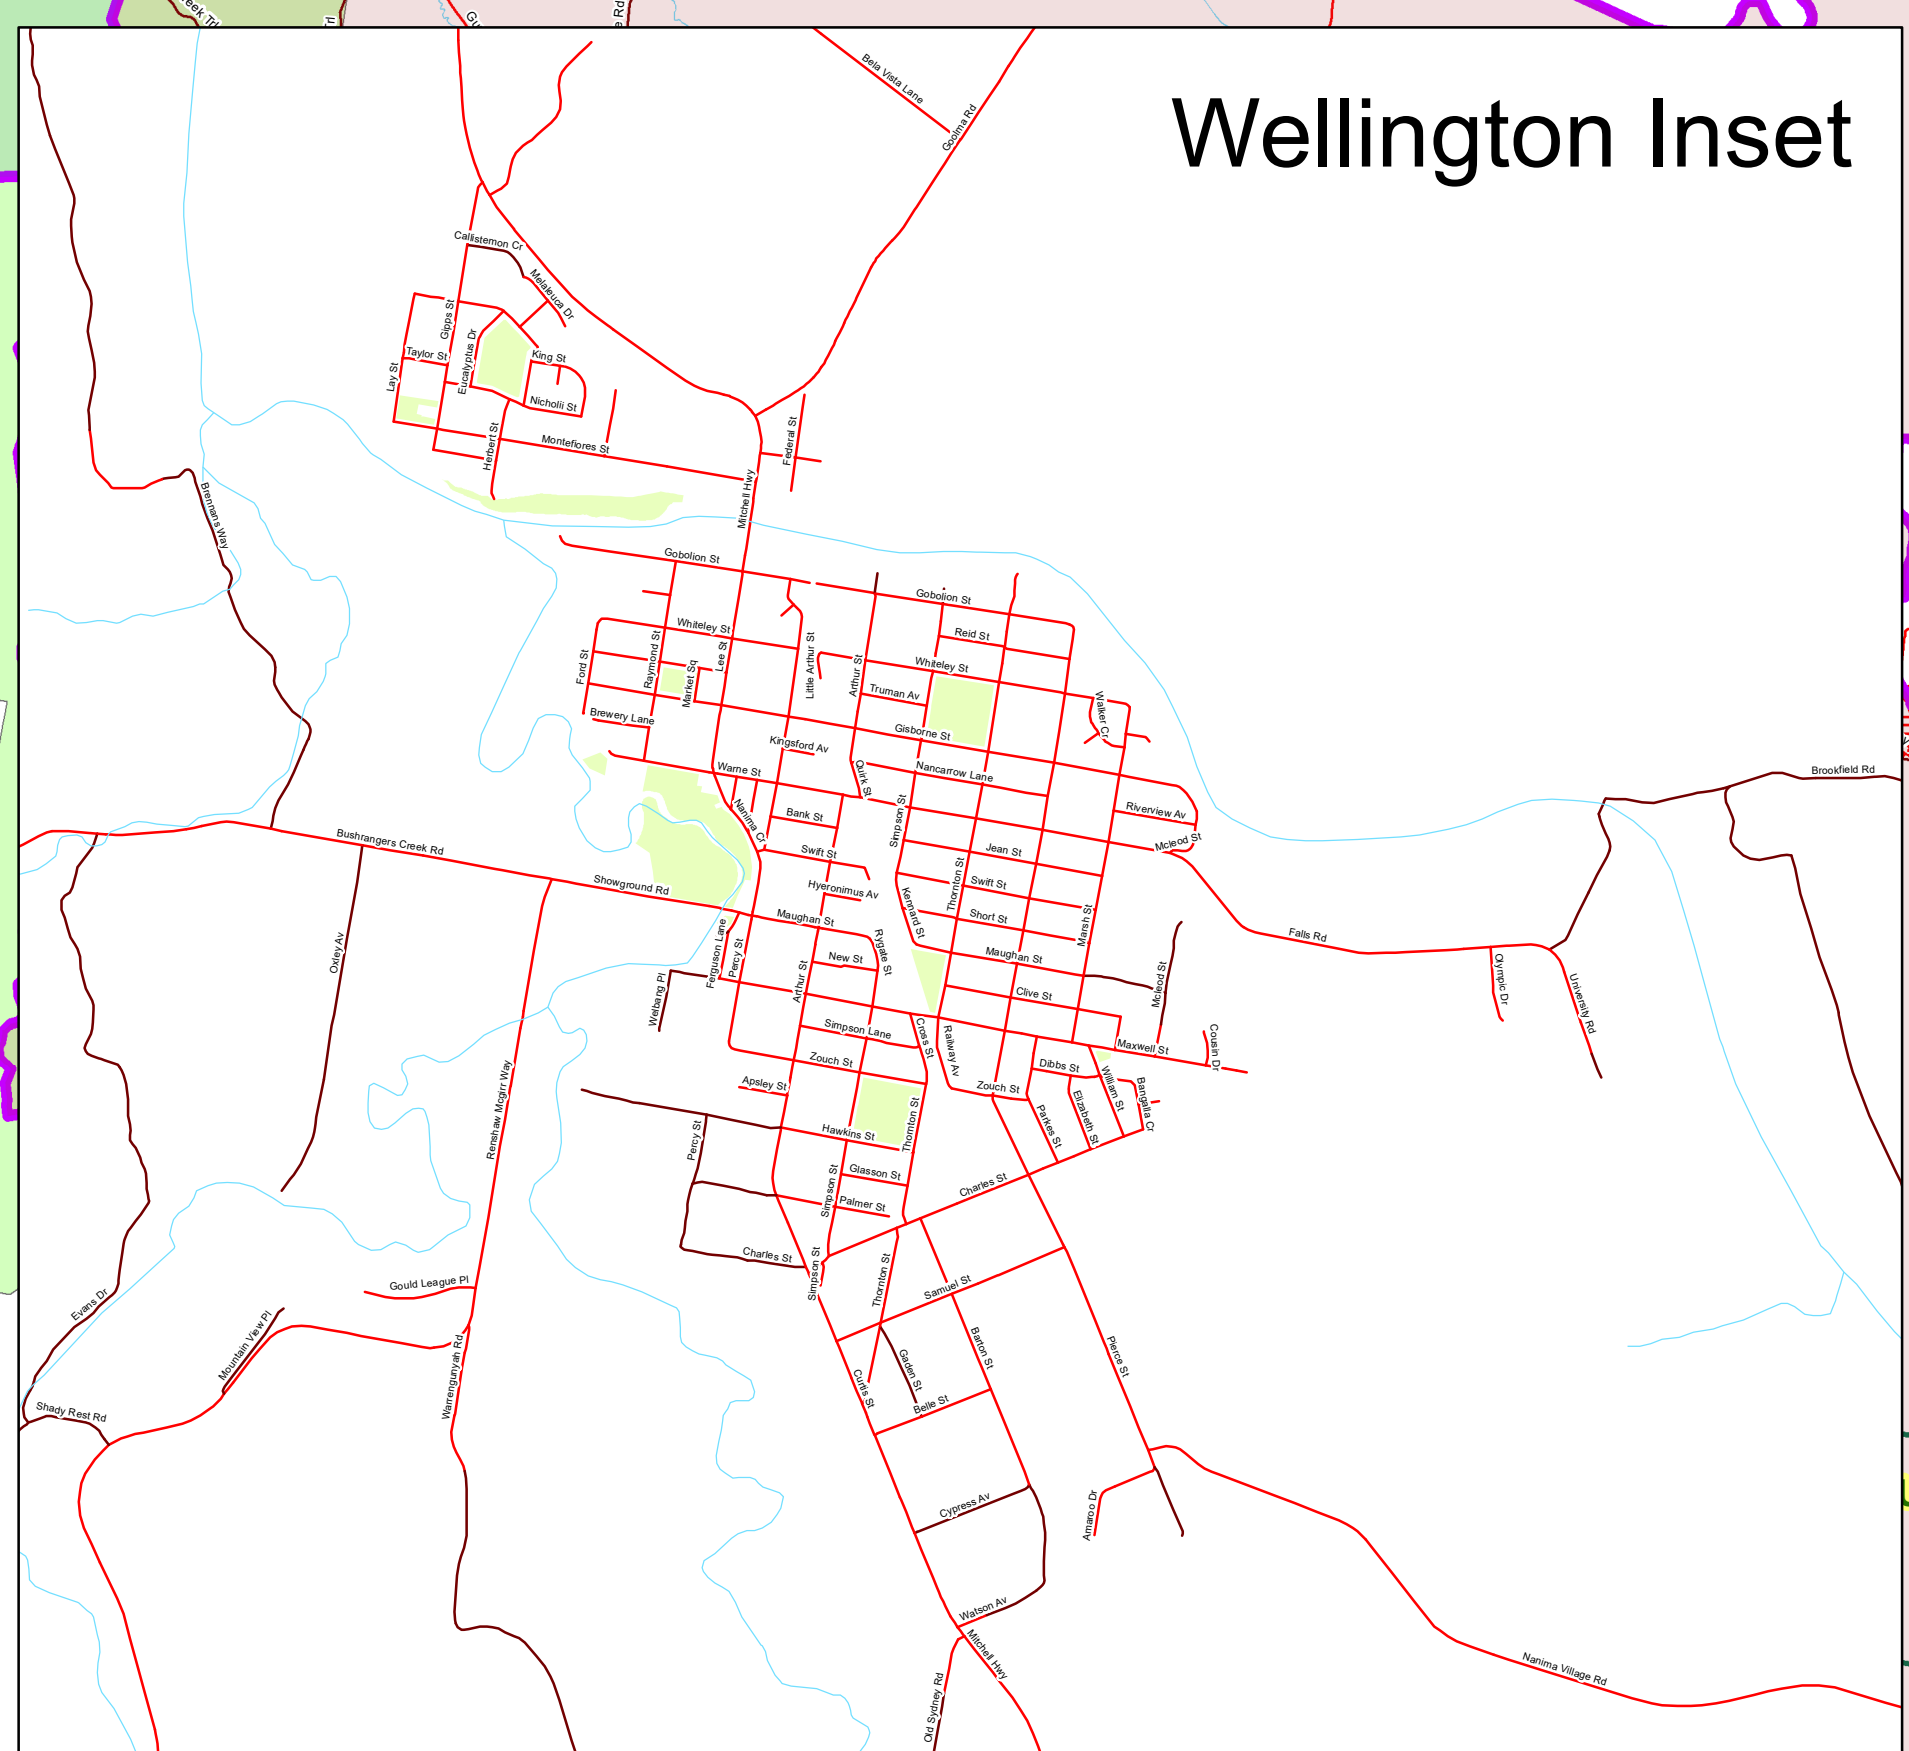 eek Trl
Trl
Gu
e Rd
Wellington Inset
Bela Vista Lane
Goolma Rd
Callistemon Cr
Melaleuca Dr
Gipps St
Eucalyptus Dr
Taylor St
King St
Lay St
Nicholii St
Herbert St
Montefiores St
Federal St
Mitchell Hwy
Brennans Way
Gobolion St
Gobolion St
Whiteley St
Reid St
Raymond St
Lee St
Little Arthur St
Ford St
Market Sq
Arthur St
Whiteley St
Truman Av
Walker Cr
Brewery Lane
Gisborne St
Kingsford Av
Warne St
Quirk St
Nancarrow Lane
Brookfield Rd
Nanima Cr
Bank St
Simpson St
Riverview Av
Mcleod St
Bushrangers Creek Rd
Swift St
Jean St
Showground Rd
Hyeronimus Av
Thornton St
Swift St
Kennard St
Short St
Maughan St
Marsh St
Falls Rd
Oxley Av
Ferguson Lane
Percy St
Rygate St
New St
Maughan St
Arthur St
Welbang Pl
Mcleod St
Olympic Dr
University Rd
Clive St
Simpson Lane
Cross St
Railway Av
Maxwell St
Cousin Dr
Zouch St
Dibbs St
Renshaw Mcgirr Way
Apsley St
Zouch St
William St
Bangalla Cr
Elizabeth St
Parkes St
Thornton St
Percy St
Hawkins St
Glasson St
Simpson St
Palmer St
Charles St
Charles St
Simpson St
Thornton St
Gould League Pl
Samuel St
Evans Dr
Mountain View Pl
Warrengunyah Rd
Barton St
Pierce St
Gaden St
Curtis St
Belle St
Shady Rest Rd
Cypress Av
Amaroo Dr
Watson Av
Mitchell Hwy
Old Sydney Rd
Nanima Village Rd